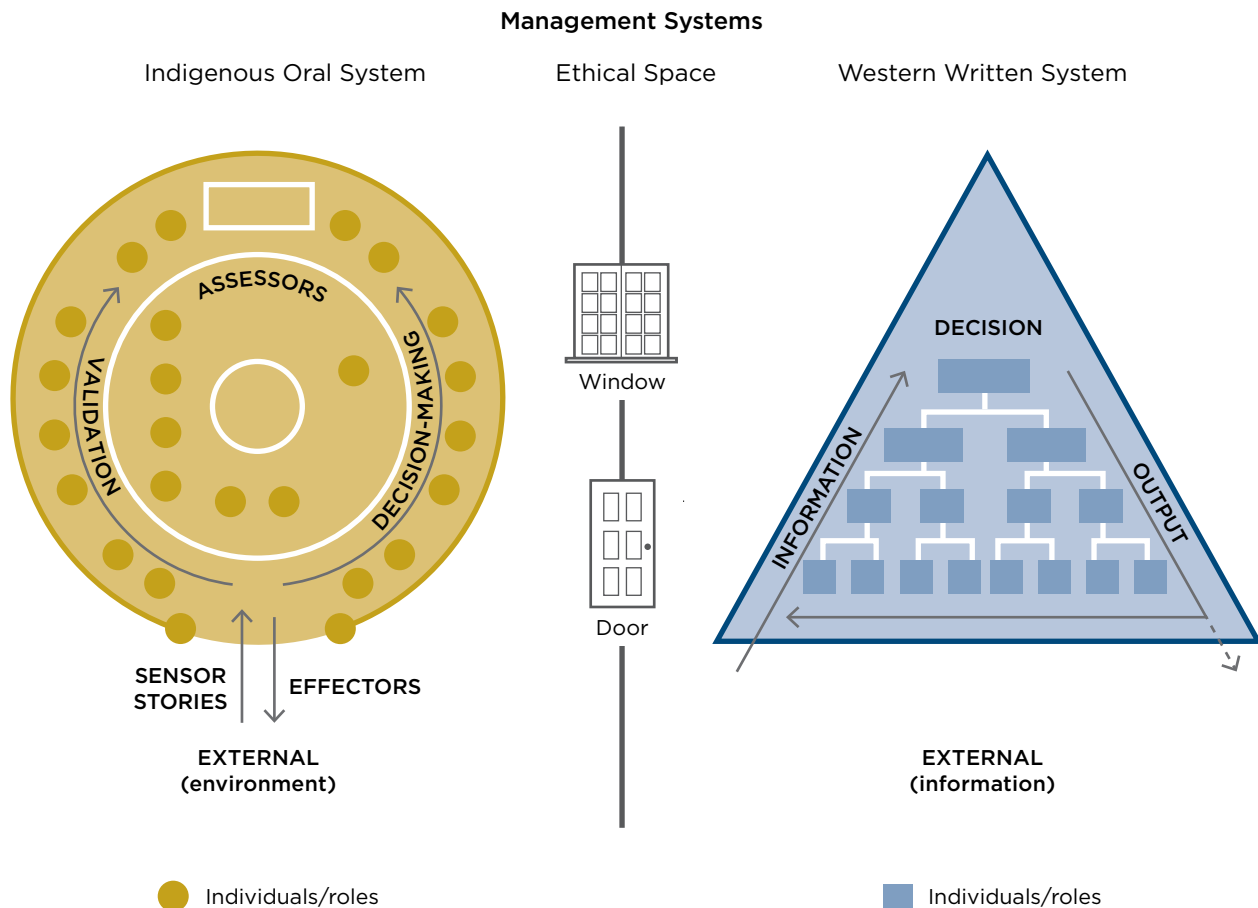 Management Systems
Indigenous Oral System
Ethical Space
Western Written System
ASSESSORS
VALIDATION
DECISION-MAKING
SENSOR
STORIES
EFFECTORS
EXTERNAL
(environment)
Window
Door
DECISION
INFORMATION
OUTPUT
EXTERNAL
(information)
Individuals/roles
Individuals/roles